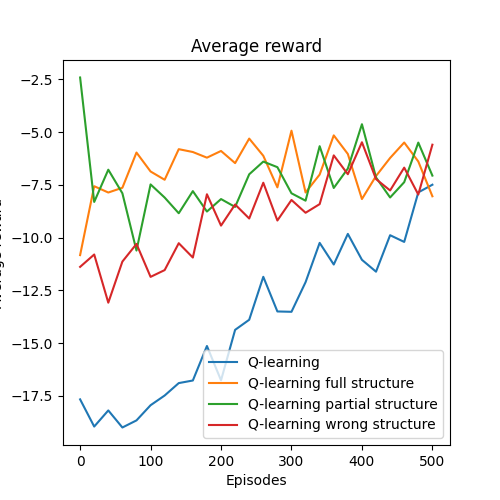 Average reward
−2.5
−5.0
−7.5
−10.0
−12.5
−15.0
−17.5
Q-learning
Q-learning full structure
Q-learning partial structure
Q-learning wrong structure
0 100 200 300 400 500
Episodes